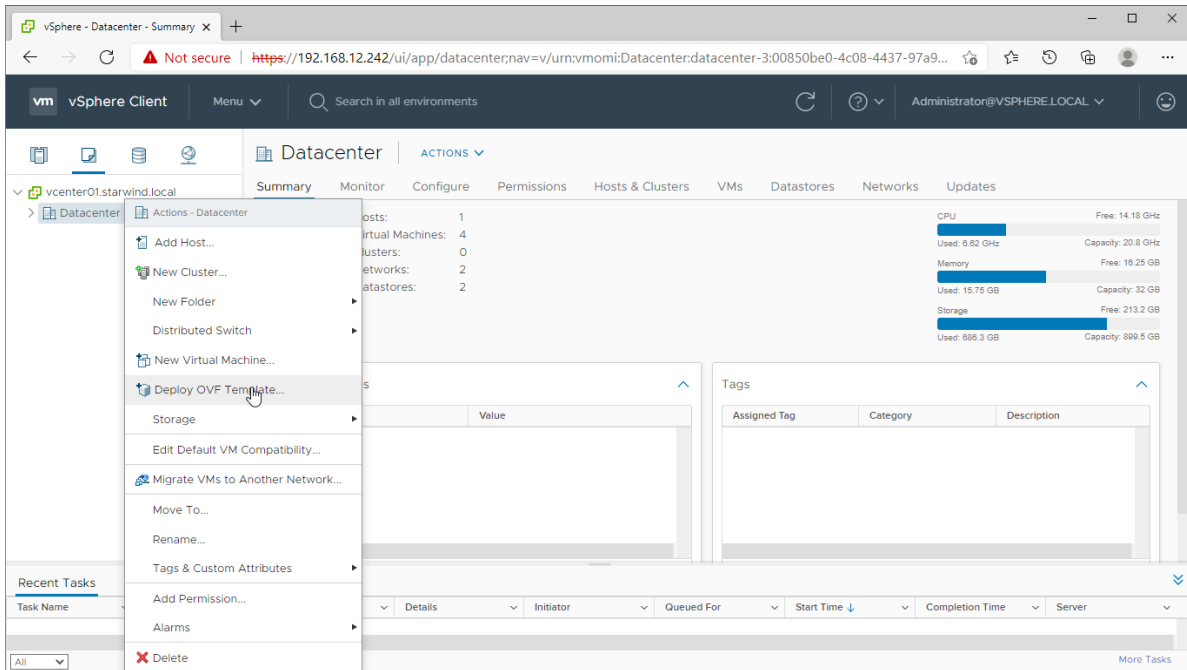 vSphere - Datacenter - Summary
Not secure | https://192.168.12.242/ui/app/datacenter;nav=v/urn:vmomi:Datacenter:datacenter-3:00850be0-4c08-4437-97a9...
vm vSphere Client Menu Search in all environments Administrator@VSPHERE.LOCAL
Datacenter ACTIONS
Summary Monitor Configure Permissions Hosts & Clusters VMs Datastores Networks Updates
vcenter01.starwind.local
Datacenter
Actions - Datacenter
Add Host...
New Cluster...
New Folder
Distributed Switch
New Virtual Machine...
Deploy OVF Template...
Storage
Edit Default VM Compatibility...
Migrate VMs to Another Network...
Move To...
Rename...
Tags & Custom Attributes
Add Permission...
Alarms
Delete
osts: 1
irtual Machines: 4
lusters: 0
etworks: 2
atastores: 2
CPU Free: 14.18 GHz
Used: 6.62 GHz Capacity: 20.8 GHz
Memory Free: 16.25 GB
Used: 15.75 GB Capacity: 32 GB
Storage Free: 213.2 GB
Used: 686.3 GB Capacity: 899.5 GB
s
Value
Tags
Assigned Tag Category Description
Recent Tasks
Task Name Details Initiator Queued For Start Time ↓ Completion Time Server
All More Tasks